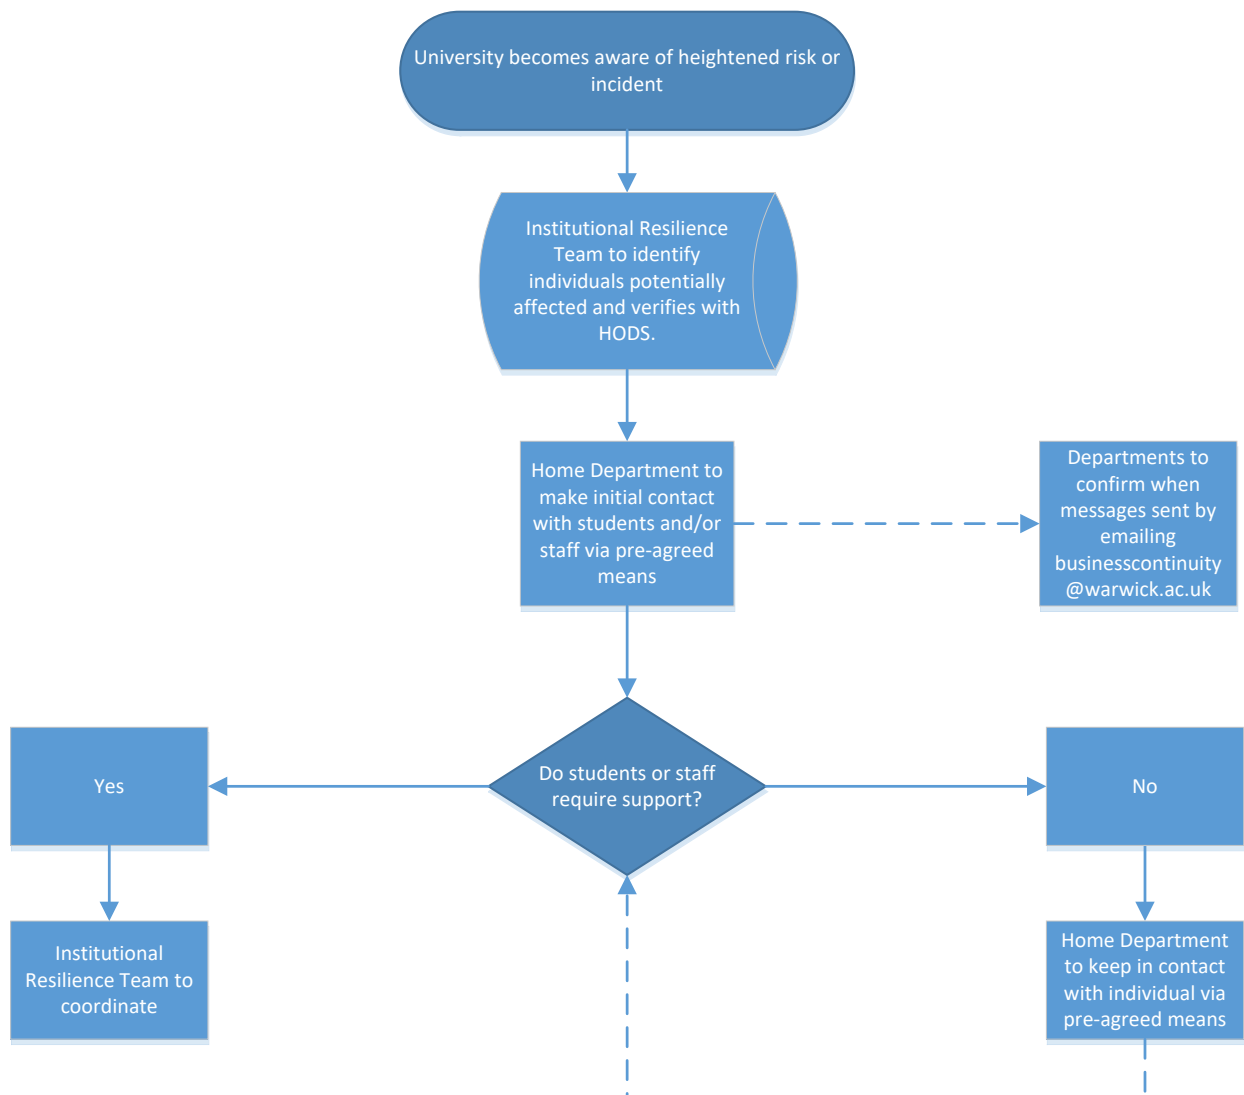 University becomes aware of heightened risk or
incident
Institutional Resilience
Team to identify
individuals potentially
affected and verifies with
HODS.
Home Department to
make initial contact
with students and/or
staff via pre-agreed
means
Departments to
confirm when
messages sent by
emailing
businesscontinuity
@warwick.ac.uk
Do students or staff
require support?
Yes
No
Institutional
Resilience Team to
coordinate
Home Department
to keep in contact
with individual via
pre-agreed means